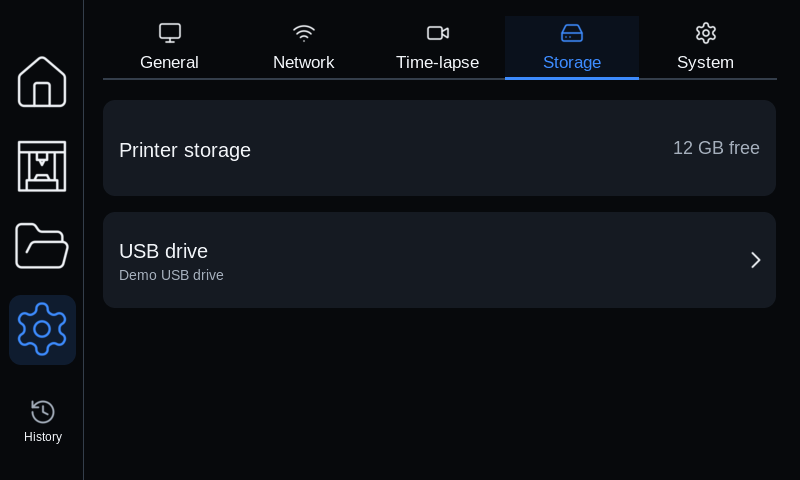 General
Network
Time-lapse
Storage
System
Printer storage
12 GB free
USB drive
Demo USB drive
History